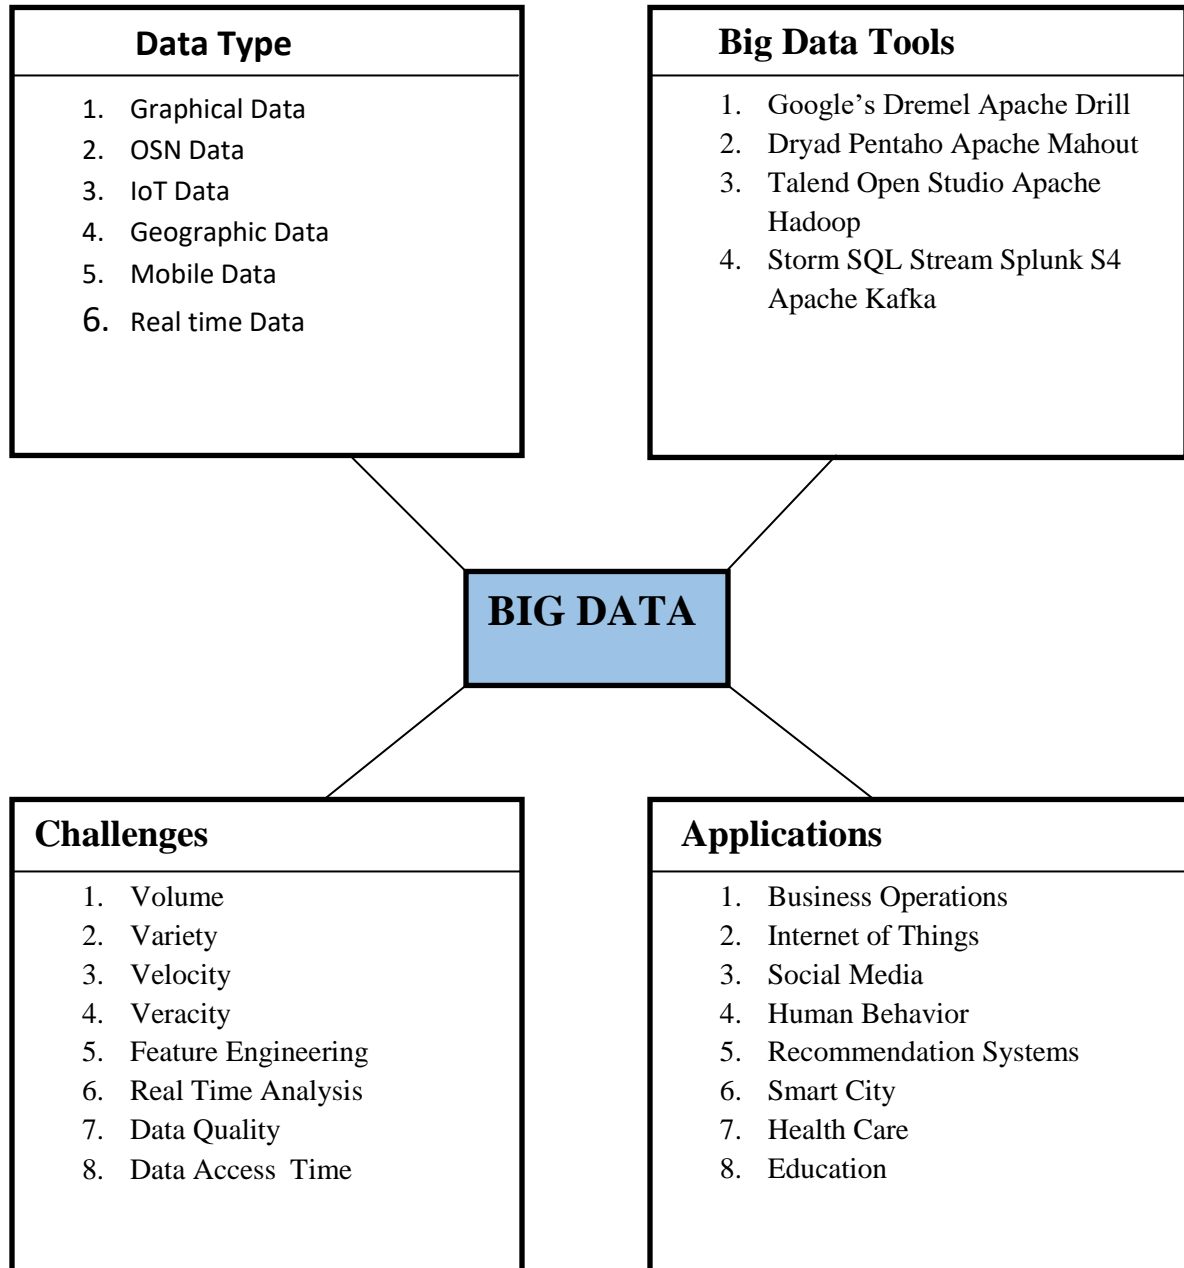 Data Type
1. Graphical Data
2. OSN Data
3. IoT Data
4. Geographic Data
5. Mobile Data
6. Real time Data
Big Data Tools
1. Google’s Dremel Apache Drill
2. Dryad Pentaho Apache Mahout
3. Talend Open Studio Apache
Hadoop
4. Storm SQL Stream Splunk S4
Apache Kafka
BIG DATA
Challenges
1. Volume
2. Variety
3. Velocity
4. Veracity
5. Feature Engineering
6. Real Time Analysis
7. Data Quality
8. Data Access Time
Applications
1. Business Operations
2. Internet of Things
3. Social Media
4. Human Behavior
5. Recommendation Systems
6. Smart City
7. Health Care
8. Education